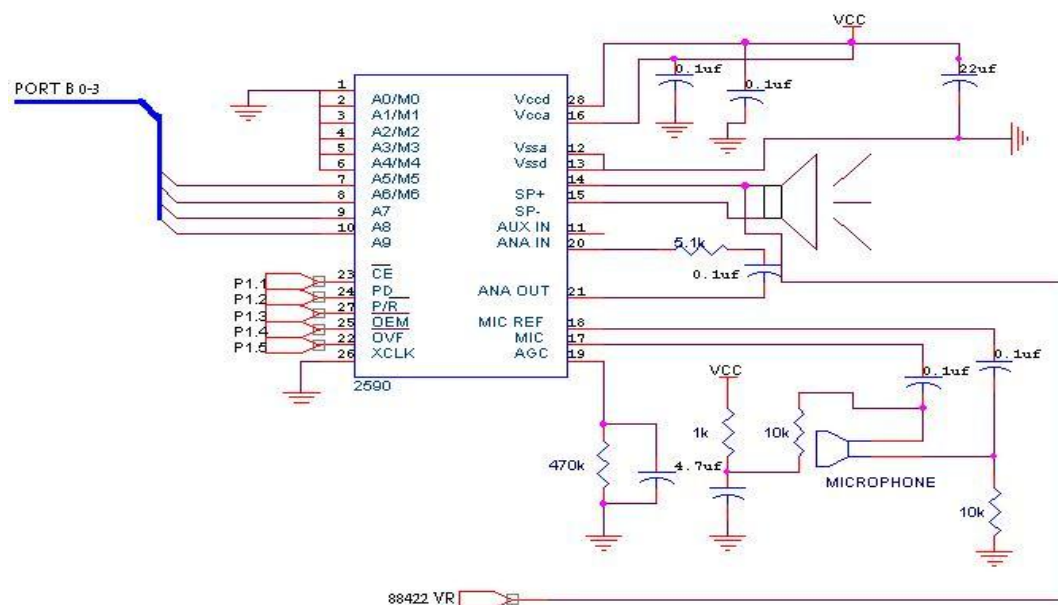 VCC
PORT B 0-3
0.1uf
0.1uf
22uf
1
2 A0/M0
3 A1/M1
4 A2/M2
5 A3/M3
6 A4/M4
7 A5/M5
8 A6/M6
9 A7
10 A8
A9
Vccd 28
Vcca 16
Vssa 12
Vssd 13
14
SP+ 15
SP-
AUX IN 11
ANA IN 20
5.1k
0.1uf
ANA OUT 21
P1.1 23 CE
P1.2 24 PD
P1.3 27 P/R
P1.4 25 OEM
P1.5 22 OVF
26 XCLK
MIC REF 18
MIC 17
AGC 19
2590
0.1uf
0.1uf
VCC
1k
10k
470k
4.7uf
MICROPHONE
10k
88422 VR